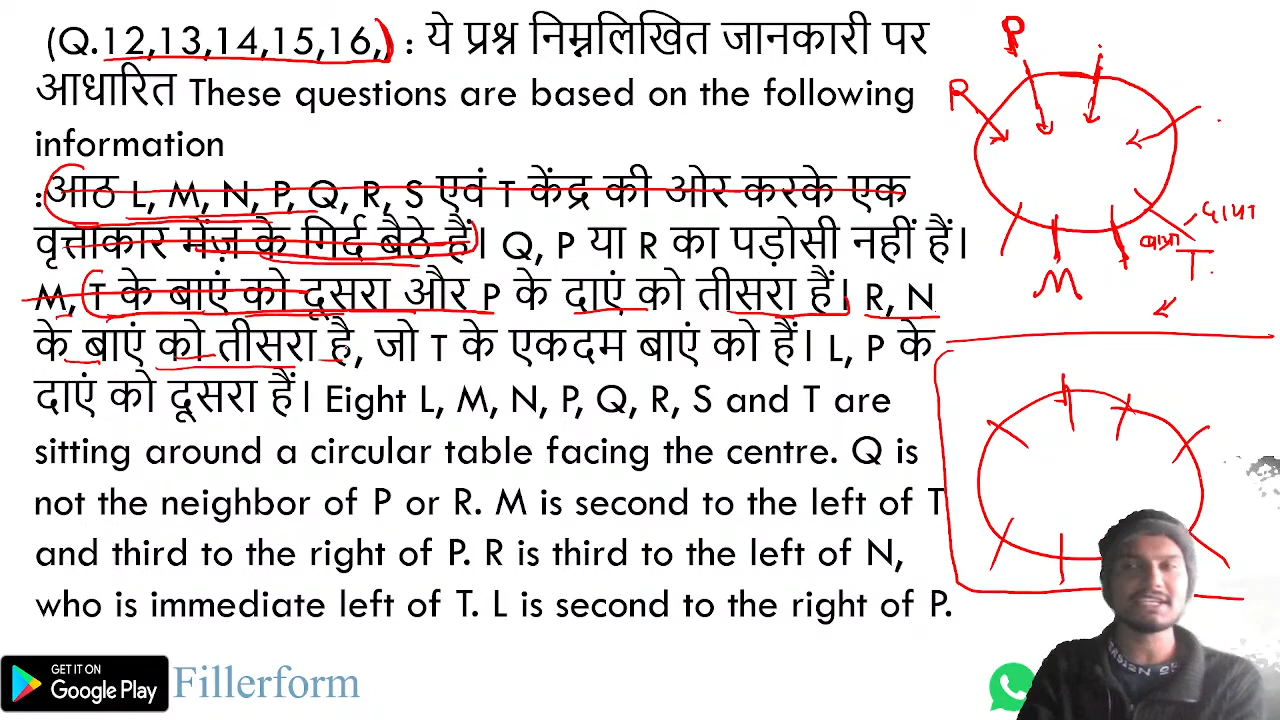 (Q.12,13,14,15,16,) : ये प्रश्न निम्नलिखित जानकारी पर
आधारित These questions are based on the following
information
:आठ L, M, N, P, Q, R, S एवं T केंद्र की ओर करके एक
वृत्ताकार मेंज़ के गिर्द बैठे हैं। Q, P या R का पड़ोसी नहीं हैं।
M, T के बाएं को दूसरा और P के दाएं को तीसरा हैं। R, N
के बाएं को तीसरा है, जो T के एकदम बाएं को हैं। L, P के
दाएं को दूसरा हैं। Eight L, M, N, P, Q, R, S and T are
sitting around a circular table facing the centre. Q is
not the neighbor of P or R. M is second to the left of T
and third to the right of P. R is third to the left of N,
who is immediate left of T. L is second to the right of P.
P
R
M
T
GET IT ON
Google Play
Fillerform